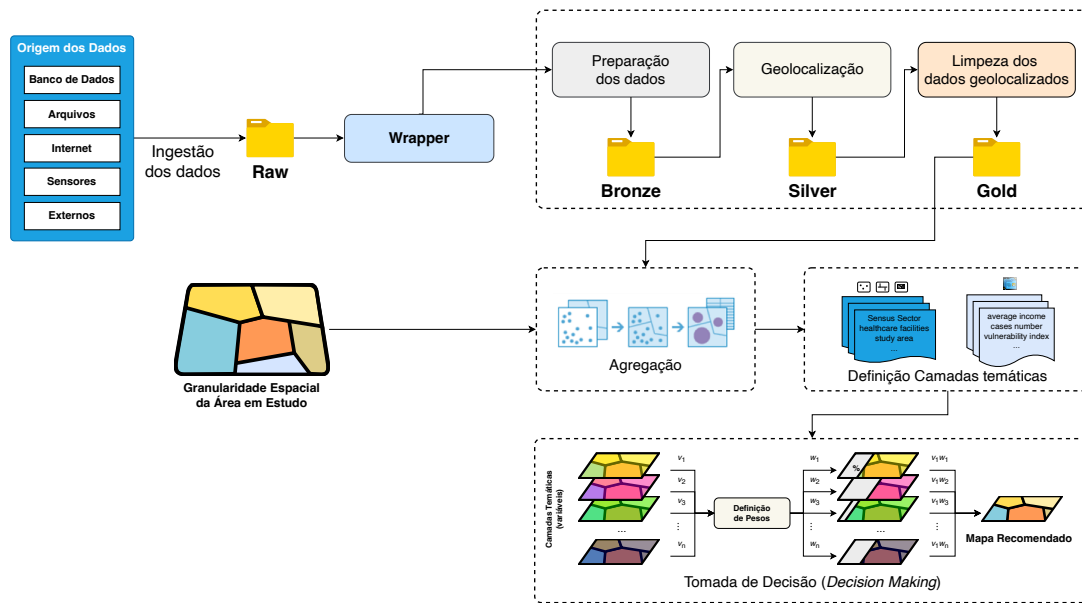 Origem dos Dados
Banco de Dados
Arquivos
Internet
Sensores
Externos
Ingestão
dos dados
Raw
Wrapper
Preparação
dos dados
Geolocalização
Limpeza dos
dados geolocalizados
Bronze
Silver
Gold
Granularidade Espacial
da Área em Estudo
Agregação
Sensus Sector
healthcare facilities
study area
...
average income
cases number
vulnerability index
...
Definição Camadas temáticas
Camadas Temáticas
(variáveis)
v1
v2
v3
⋮
vn
...
Definição
de Pesos
w1
w2
w3
⋮
wn
%
...
v1w1
v1w2
v1w3
⋮
v1wn
Mapa Recomendado
Tomada de Decisão (Decision Making)